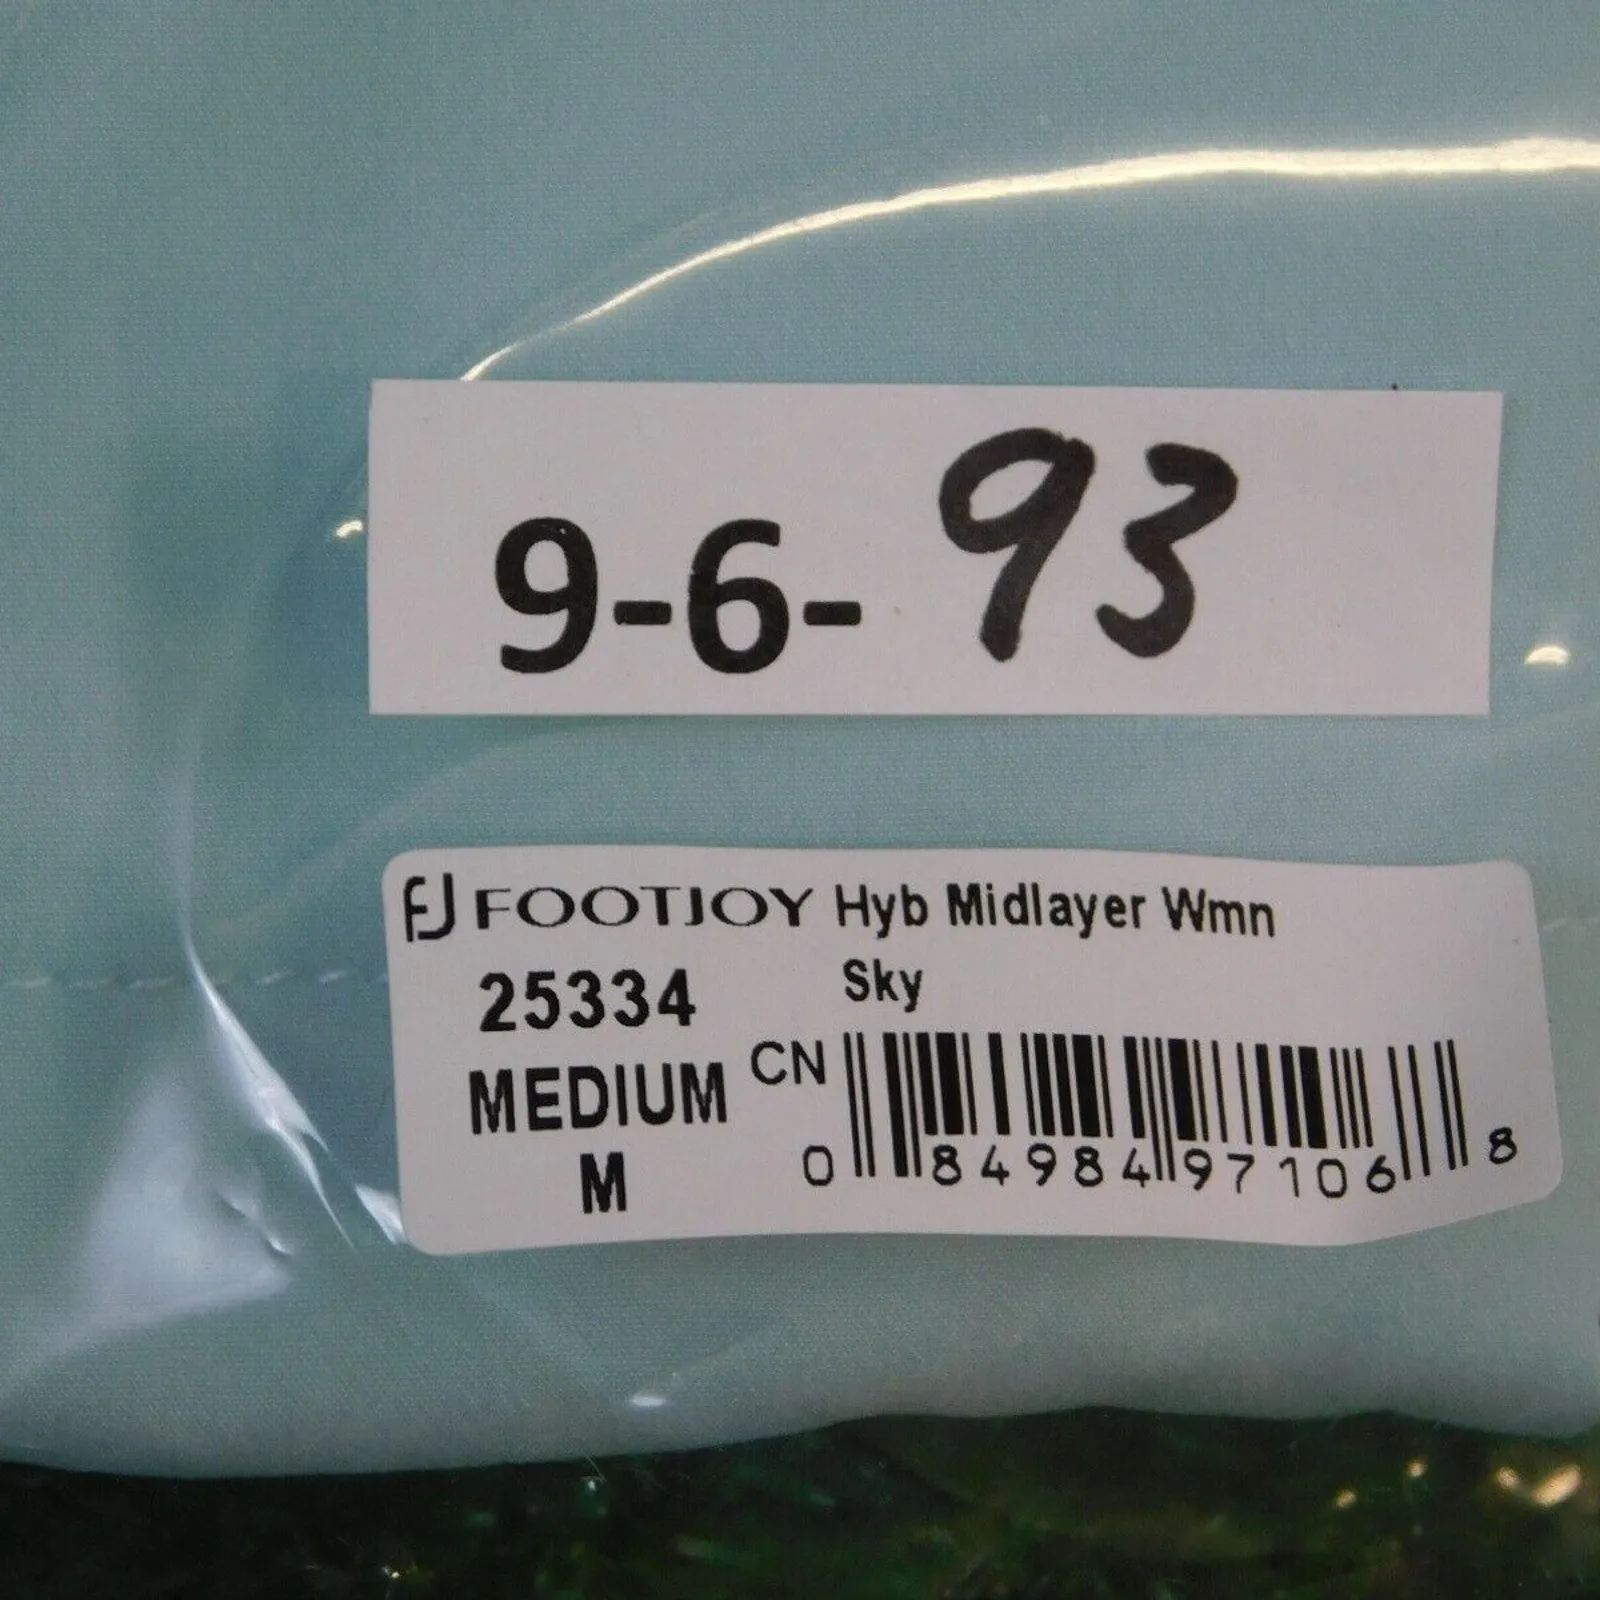 9-6-93
FJ FOOTJOY Hyb Midlayer Wmn
25334 Sky
MEDIUM CN
M
0 84984 97106 8